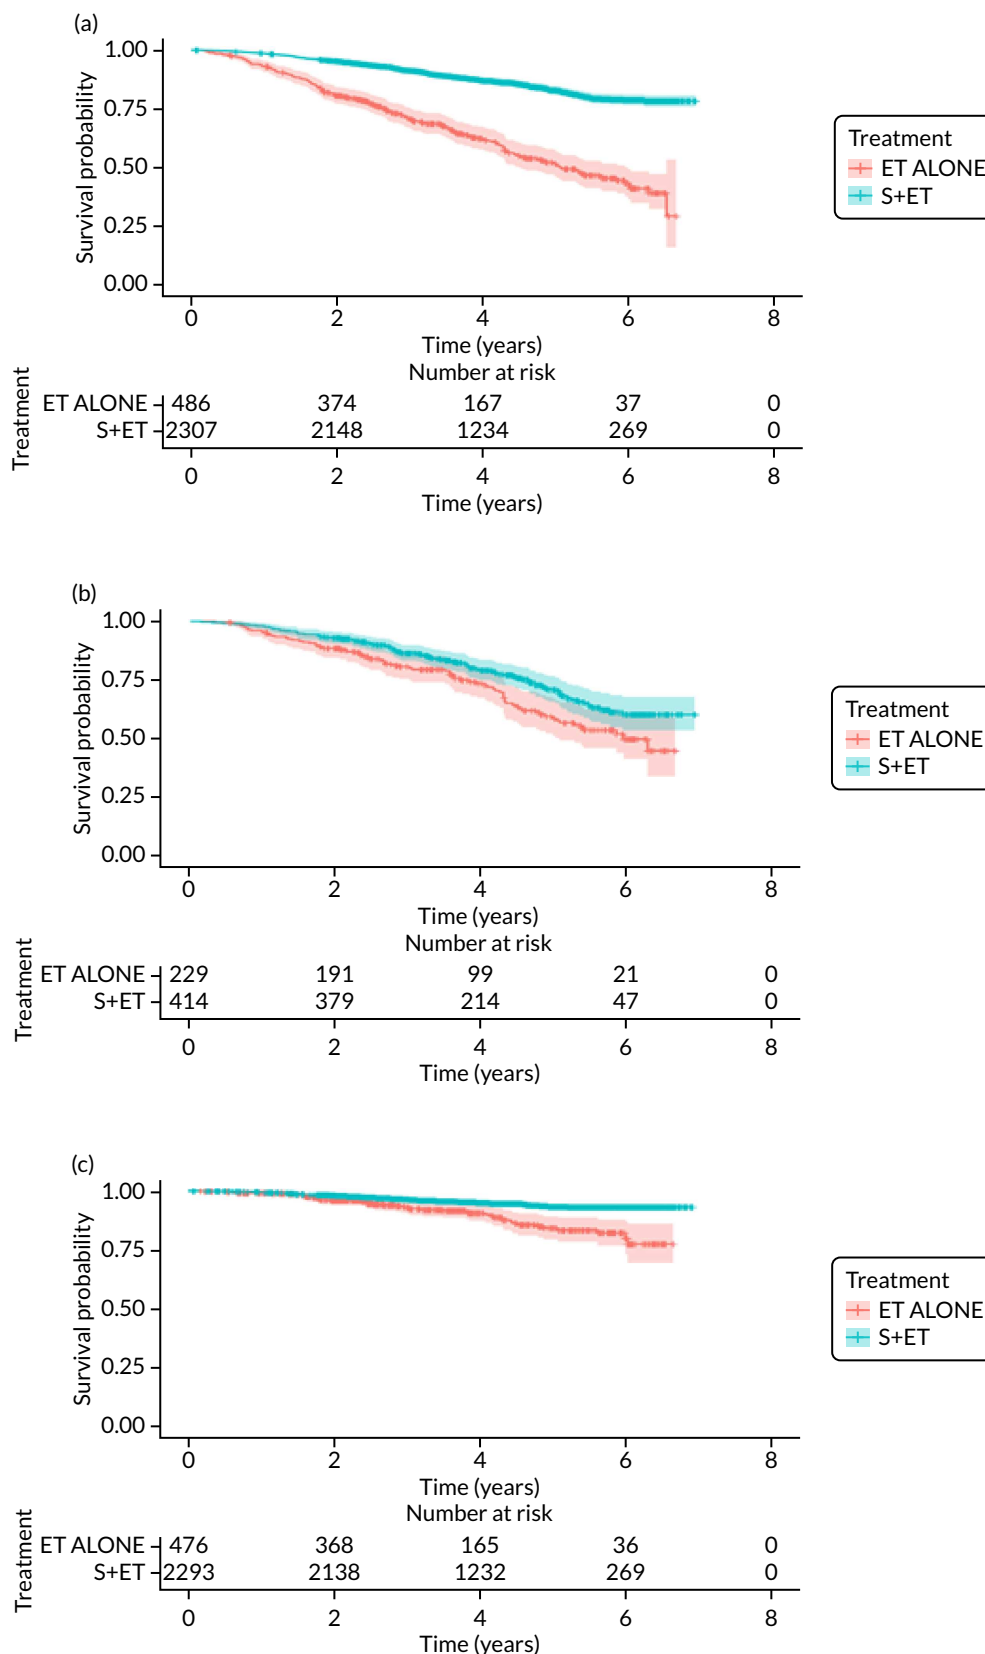 (a)
Survival probability
1.00
0.75
0.50
0.25
0.00
0 2 4 6 8
Time (years)
Treatment
ET ALONE
S+ET
Number at risk
Treatment
ET ALONE 486 374 167 37 0
S+ET 2307 2148 1234 269 0
0 2 4 6 8
Time (years)
(b)
Survival probability
1.00
0.75
0.50
0.25
0.00
0 2 4 6 8
Time (years)
Treatment
ET ALONE
S+ET
Number at risk
Treatment
ET ALONE 229 191 99 21 0
S+ET 414 379 214 47 0
0 2 4 6 8
Time (years)
(c)
Survival probability
1.00
0.75
0.50
0.25
0.00
0 2 4 6 8
Time (years)
Treatment
ET ALONE
S+ET
Number at risk
Treatment
ET ALONE 476 368 165 36 0
S+ET 2293 2138 1232 269 0
0 2 4 6 8
Time (years)